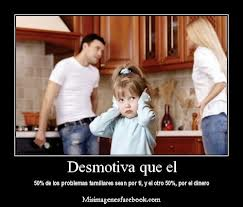 Desmotiva que el
50% de los problemas familiares sean por ti, y el otro 50%, por el dinero
Misimagenesfacebook.com